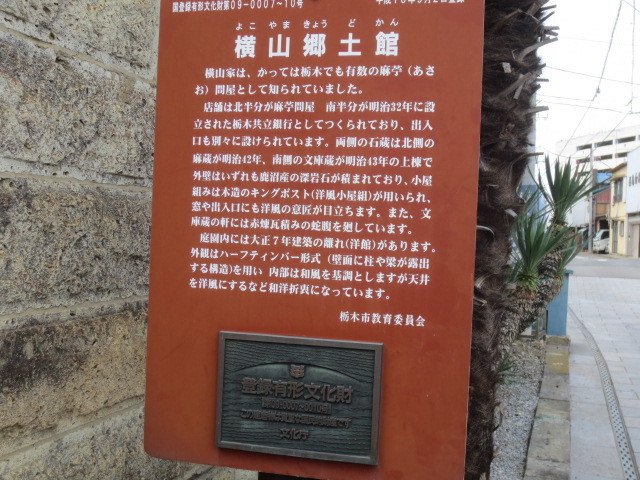 国登録有形文化財第09-0007~10号
よこ やま きょう ど かん
横山郷土館
横山家は、かつては栃木でも有数の麻苧(あさ
お)問屋として知られていました。
店舗は北半分が麻苧問屋 南半分が明治32年に設
立された栃木共立銀行としてつくられており、出入
口も別々に設けられています。両側の石蔵は北側の
麻蔵が明治42年、南側の文庫蔵が明治43年の上棟で
外壁はいずれも鹿沼産の深岩石が積まれており、小屋
組みは木造のキングポスト(洋風小屋組)が用いられ、
窓や出入口にも洋風の意匠が目立ちます。また、文
庫蔵の軒には赤煉瓦積みの蛇腹を廻しています。
庭園内には大正7年建築の離れ(洋館)があります。
外観はハーフティンバー形式(壁面に柱や梁が露出
する構造)を用い 内部は和風を基調としますが天井
を洋風にするなど和洋折衷になっています。
栃木市教育委員会
登録有形文化財
文化庁